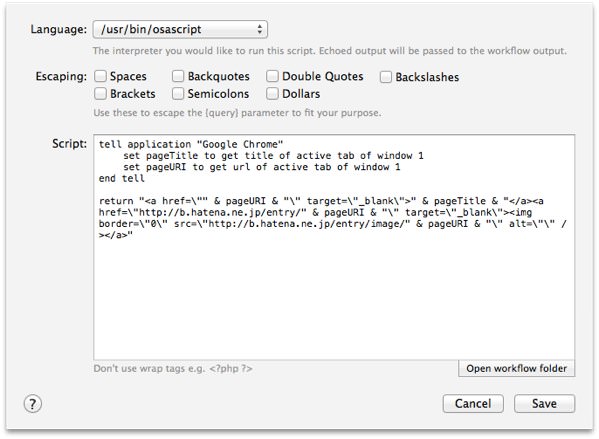 Language: /usr/bin/osascript
The interpreter you would like to run this script. Echoed output will be passed to the workflow output.
Escaping: Spaces Backquotes Double Quotes Backslashes
Brackets Semicolons Dollars
Use these to escape the {query} parameter to fit your purpose.
Script: tell application "Google Chrome"
set pageTitle to get title of active tab of window 1
set pageURI to get url of active tab of window 1
end tell
return "<a href=\"" & pageURI & "\" target=\"_blank\">" & pageTitle & "</a><a
href=\"http://b.hatena.ne.jp/entry/" & pageURI & "\" target=\"_blank\"><img
border=\"0\" src=\"http://b.hatena.ne.jp/entry/image/" & pageURI & "\" alt=\"\" /
></a>"
Don't use wrap tags e.g. <?php ?> Open workflow folder
? Cancel Save